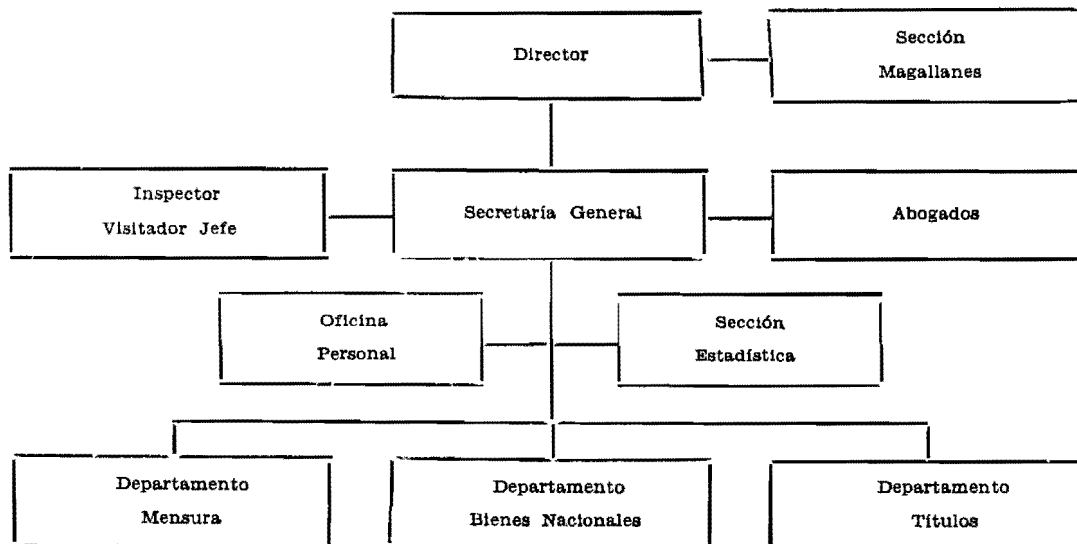 Director
Sección
Magallanes
Inspector
Visitador Jefe
Secretaría General
Abogados
Oficina
Personal
Sección
Estadística
Departamento
Mensura
Departamento
Bienes Nacionales
Departamento
Títulos